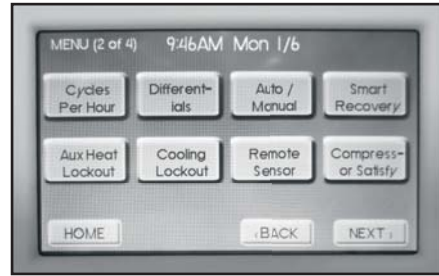 MENU (2 of 4) 9:46AM Mon 1/6
Cycles
Per Hour
Different-
ials
Auto /
Manual
Smart
Recovery
Aux Heat
Lockout
Cooling
Lockout
Remote
Sensor
Compress-
or Satisfy
HOME
‹BACK
NEXT›